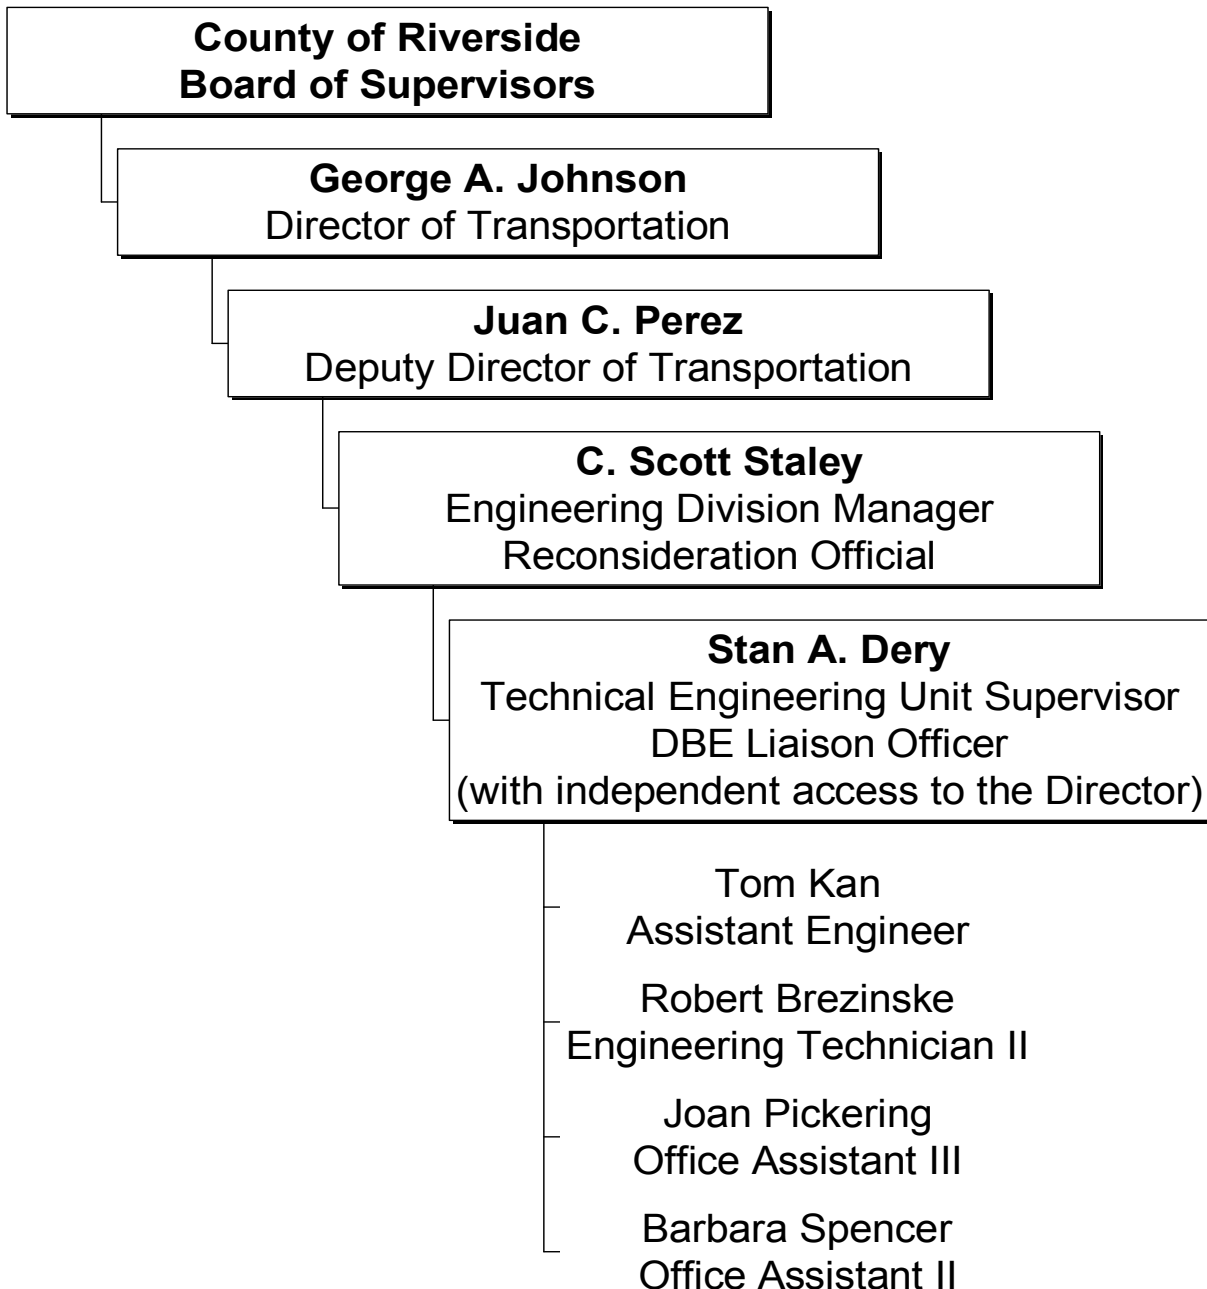 County of Riverside
Board of Supervisors
George A. Johnson
Director of Transportation
Juan C. Perez
Deputy Director of Transportation
C. Scott Staley
Engineering Division Manager
Reconsideration Official
Stan A. Dery
Technical Engineering Unit Supervisor
DBE Liaison Officer
(with independent access to the Director)
Tom Kan
Assistant Engineer
Robert Brezinske
Engineering Technician II
Joan Pickering
Office Assistant III
Barbara Spencer
Office Assistant II